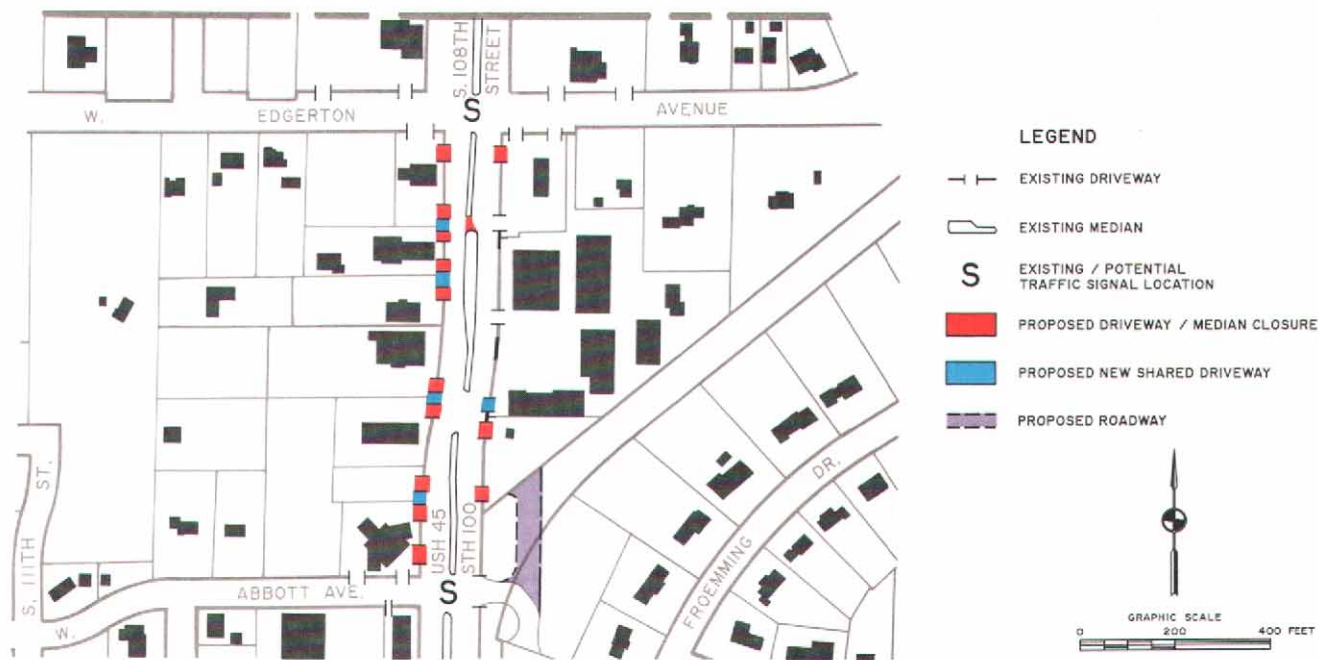 S. 108TH
STREET
S
W.
EDGERTON
AVENUE
S. 111TH
ST.
USH 45
STH 100
FROEMMING
DR.
W.
ABBOTT AVE.
S
LEGEND
EXISTING DRIVEWAY
EXISTING MEDIAN
S
EXISTING / POTENTIAL
TRAFFIC SIGNAL LOCATION
PROPOSED DRIVEWAY / MEDIAN CLOSURE
PROPOSED NEW SHARED DRIVEWAY
PROPOSED ROADWAY
GRAPHIC SCALE
0 200 400 FEET